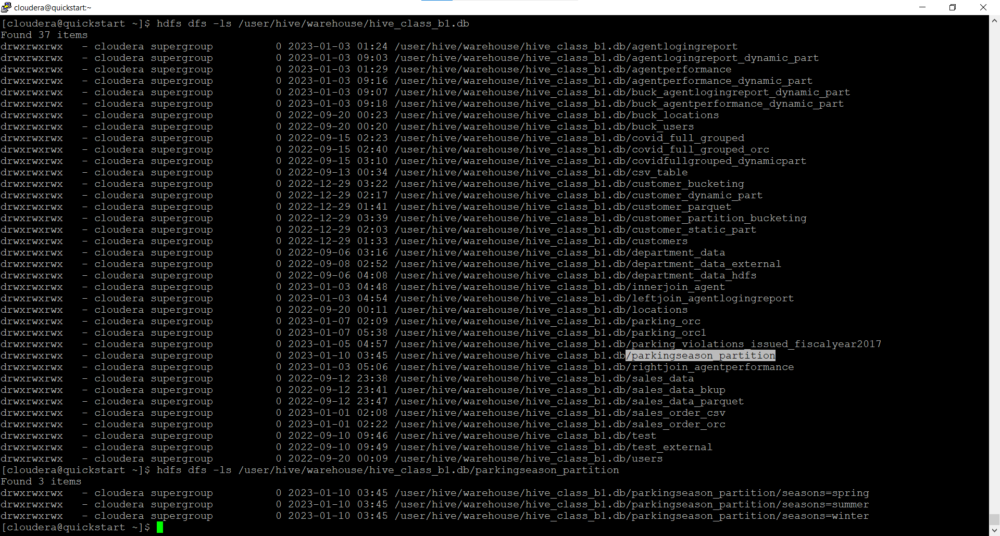 cloudera@quickstart:~
[cloudera@quickstart ~]$ hdfs dfs -ls /user/hive/warehouse/hive_class_b1.db
Found 37 items
drwxrwxrwx   - cloudera supergroup          0 2023-01-03 01:24 /user/hive/warehouse/hive_class_b1.db/agentlogingreport
drwxrwxrwx   - cloudera supergroup          0 2023-01-03 09:03 /user/hive/warehouse/hive_class_b1.db/agentlogingreport_dynamic_part
drwxrwxrwx   - cloudera supergroup          0 2023-01-03 01:29 /user/hive/warehouse/hive_class_b1.db/agentperformance
drwxrwxrwx   - cloudera supergroup          0 2023-01-03 09:16 /user/hive/warehouse/hive_class_b1.db/agentperformance_dynamic_part
drwxrwxrwx   - cloudera supergroup          0 2023-01-03 09:07 /user/hive/warehouse/hive_class_b1.db/buck_agentlogingreport_dynamic_part
drwxrwxrwx   - cloudera supergroup          0 2023-01-03 09:18 /user/hive/warehouse/hive_class_b1.db/buck_agentperformance_dynamic_part
drwxrwxrwx   - cloudera supergroup          0 2022-09-20 00:23 /user/hive/warehouse/hive_class_b1.db/buck_locations
drwxrwxrwx   - cloudera supergroup          0 2022-09-20 00:20 /user/hive/warehouse/hive_class_b1.db/buck_users
drwxrwxrwx   - cloudera supergroup          0 2022-09-15 02:23 /user/hive/warehouse/hive_class_b1.db/covid_full_grouped
drwxrwxrwx   - cloudera supergroup          0 2022-09-15 02:40 /user/hive/warehouse/hive_class_b1.db/covid_full_grouped_orc
drwxrwxrwx   - cloudera supergroup          0 2022-09-15 03:10 /user/hive/warehouse/hive_class_b1.db/covidfullgrouped_dynamicpart
drwxrwxrwx   - cloudera supergroup          0 2022-09-13 00:34 /user/hive/warehouse/hive_class_b1.db/csv_table
drwxrwxrwx   - cloudera supergroup          0 2022-12-29 03:22 /user/hive/warehouse/hive_class_b1.db/customer_bucketing
drwxrwxrwx   - cloudera supergroup          0 2022-12-29 02:17 /user/hive/warehouse/hive_class_b1.db/customer_dynamic_part
drwxrwxrwx   - cloudera supergroup          0 2022-12-29 01:41 /user/hive/warehouse/hive_class_b1.db/customer_parquet
drwxrwxrwx   - cloudera supergroup          0 2022-12-29 03:39 /user/hive/warehouse/hive_class_b1.db/customer_partition_bucketing
drwxrwxrwx   - cloudera supergroup          0 2022-12-29 02:03 /user/hive/warehouse/hive_class_b1.db/customer_static_part
drwxrwxrwx   - cloudera supergroup          0 2022-12-29 01:33 /user/hive/warehouse/hive_class_b1.db/customers
drwxrwxrwx   - cloudera supergroup          0 2022-09-06 03:16 /user/hive/warehouse/hive_class_b1.db/department_data
drwxrwxrwx   - cloudera supergroup          0 2022-09-08 02:52 /user/hive/warehouse/hive_class_b1.db/department_data_external
drwxrwxrwx   - cloudera supergroup          0 2022-09-06 04:08 /user/hive/warehouse/hive_class_b1.db/department_data_hdfs
drwxrwxrwx   - cloudera supergroup          0 2023-01-03 04:48 /user/hive/warehouse/hive_class_b1.db/innerjoin_agent
drwxrwxrwx   - cloudera supergroup          0 2023-01-03 04:54 /user/hive/warehouse/hive_class_b1.db/leftjoin_agentlogingreport
drwxrwxrwx   - cloudera supergroup          0 2022-09-20 00:11 /user/hive/warehouse/hive_class_b1.db/locations
drwxrwxrwx   - cloudera supergroup          0 2023-01-07 02:09 /user/hive/warehouse/hive_class_b1.db/parking_orc
drwxrwxrwx   - cloudera supergroup          0 2023-01-07 05:38 /user/hive/warehouse/hive_class_b1.db/parking_orc1
drwxrwxrwx   - cloudera supergroup          0 2023-01-05 04:57 /user/hive/warehouse/hive_class_b1.db/parking_violations_issued_fiscalyear2017
drwxrwxrwx   - cloudera supergroup          0 2023-01-10 03:45 /user/hive/warehouse/hive_class_b1.db/parkingseason_partition
drwxrwxrwx   - cloudera supergroup          0 2023-01-03 05:06 /user/hive/warehouse/hive_class_b1.db/rightjoin_agentperformance
drwxrwxrwx   - cloudera supergroup          0 2022-09-12 23:38 /user/hive/warehouse/hive_class_b1.db/sales_data
drwxrwxrwx   - cloudera supergroup          0 2022-09-12 23:41 /user/hive/warehouse/hive_class_b1.db/sales_data_bkup
drwxrwxrwx   - cloudera supergroup          0 2022-09-12 23:47 /user/hive/warehouse/hive_class_b1.db/sales_data_parquet
drwxrwxrwx   - cloudera supergroup          0 2023-01-01 02:08 /user/hive/warehouse/hive_class_b1.db/sales_order_csv
drwxrwxrwx   - cloudera supergroup          0 2023-01-01 02:22 /user/hive/warehouse/hive_class_b1.db/sales_order_orc
drwxrwxrwx   - cloudera supergroup          0 2022-09-10 09:46 /user/hive/warehouse/hive_class_b1.db/test
drwxrwxrwx   - cloudera supergroup          0 2022-09-10 09:49 /user/hive/warehouse/hive_class_b1.db/test_external
drwxrwxrwx   - cloudera supergroup          0 2022-09-20 00:09 /user/hive/warehouse/hive_class_b1.db/users
[cloudera@quickstart ~]$ hdfs dfs -ls /user/hive/warehouse/hive_class_b1.db/parkingseason_partition
Found 3 items
drwxrwxrwx   - cloudera supergroup          0 2023-01-10 03:45 /user/hive/warehouse/hive_class_b1.db/parkingseason_partition/seasons=spring
drwxrwxrwx   - cloudera supergroup          0 2023-01-10 03:45 /user/hive/warehouse/hive_class_b1.db/parkingseason_partition/seasons=summer
drwxrwxrwx   - cloudera supergroup          0 2023-01-10 03:45 /user/hive/warehouse/hive_class_b1.db/parkingseason_partition/seasons=winter
[cloudera@quickstart ~]$